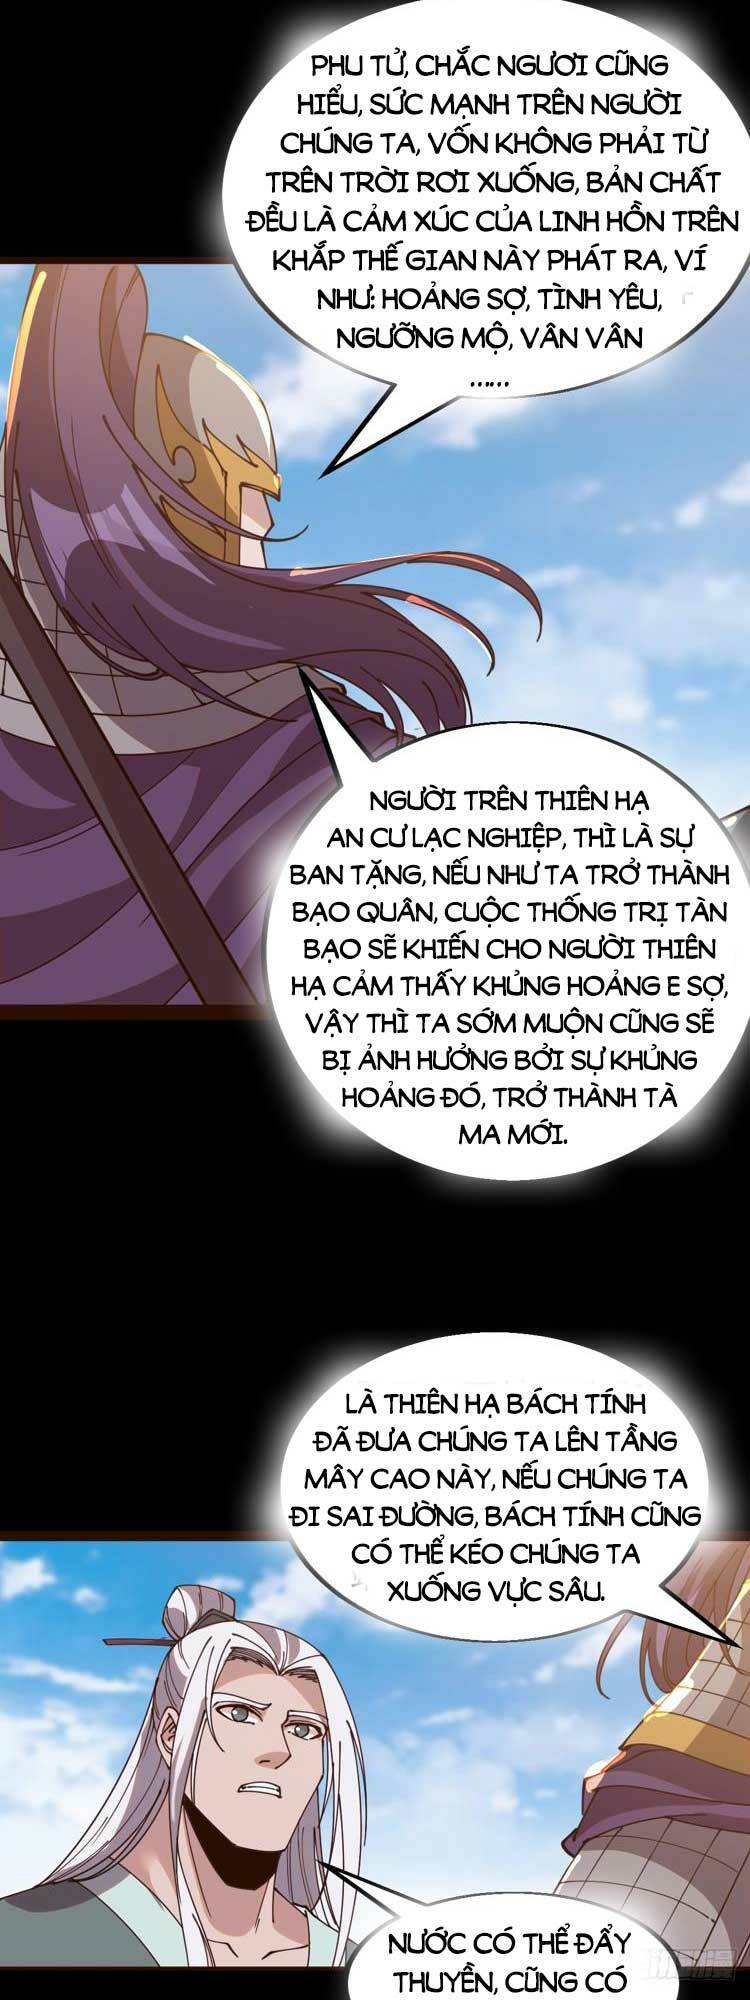 PHU TỬ, CHẮC NGƯƠI CŨNG
HIỂU, SỨC MẠNH TRÊN NGƯỜI
CHÚNG TA, VỐN KHÔNG PHẢI TỪ
TRÊN TRỜI RƠI XUỐNG, BẢN CHẤT
ĐỀU LÀ CẢM XÚC CỦA LINH HỒN TRÊN
KHẮP THẾ GIAN NÀY PHÁT RA, VÍ
NHƯ: HOẢNG SỢ, TÌNH YÊU,
NGƯỠNG MỘ, VÂN VÂN
......
NGƯỜI TRÊN THIÊN HẠ
AN CƯ LẠC NGHIỆP, THÌ LÀ SỰ
BAN TẶNG, NẾU NHƯ TA TRỞ THÀNH
BẠO QUÂN, CUỘC THỐNG TRỊ TÀN
BẠO SẼ KHIẾN CHO NGƯỜI THIÊN
HẠ CẢM THẤY KHỦNG HOẢNG E SỢ,
VẬY THÌ TA SỚM MUỘN CŨNG SẼ
BỊ ẢNH HƯỞNG BỞI SỰ KHỦNG
HOẢNG ĐÓ, TRỞ THÀNH TÀ
MA MỚI.
LÀ THIÊN HẠ BÁCH TÍNH
ĐÃ ĐƯA CHÚNG TA LÊN TẦNG
MÂY CAO NÀY, NẾU CHÚNG TA
ĐI SAI ĐƯỜNG, BÁCH TÍNH CŨNG
CÓ THỂ KÉO CHÚNG TA
XUỐNG VỰC SÂU.
NƯỚC CÓ THỂ ĐẨY
THUYỀN, CŨNG CÓ